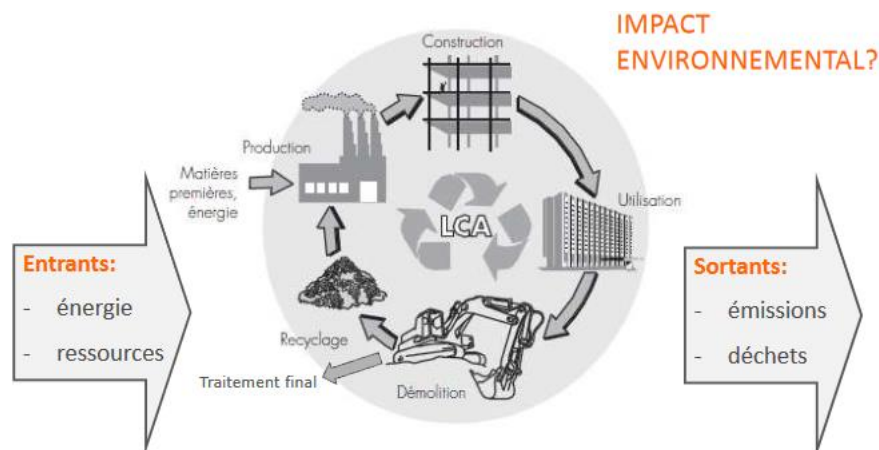 IMPACT
ENVIRONNEMENTAL?
Construction
Production
Matières
premières,
énergie
Utilisation
LCA
Entrants:
- énergie
- ressources
Sortants:
- émissions
- déchets
Recyclage
Traitement final
Démolition